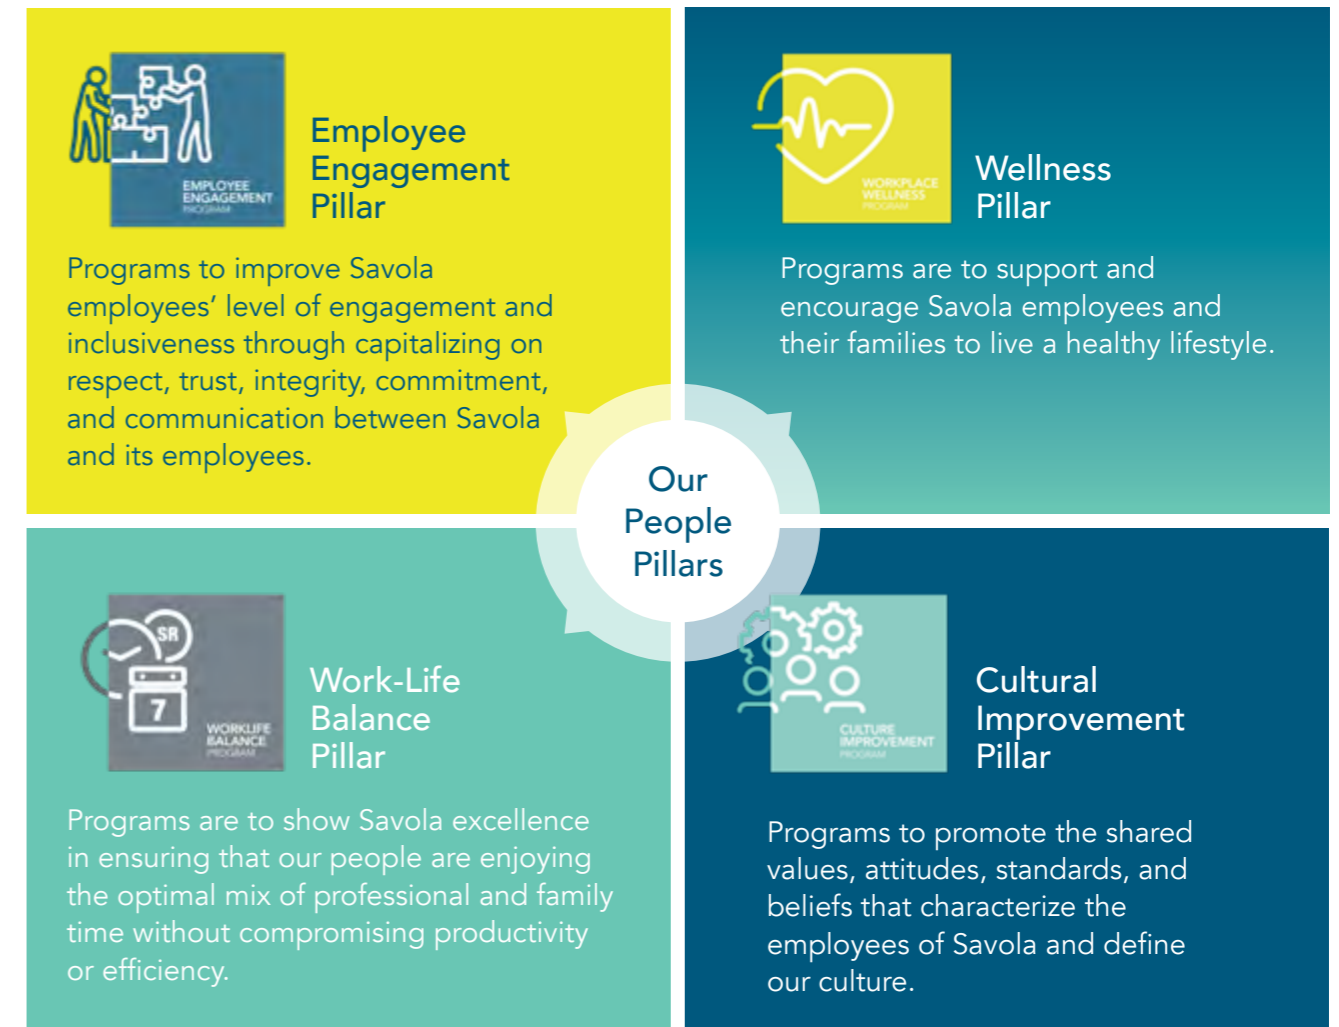 EMPLOYEE
ENGAGEMENT
PROGRAM
Employee
Engagement
Pillar
Programs to improve Savola
employees’ level of engagement and
inclusiveness through capitalizing on
respect, trust, integrity, commitment,
and communication between Savola
and its employees.
WORKPLACE
WELLNESS
PROGRAM
Wellness
Pillar
Programs are to support and
encourage Savola employees and
their families to live a healthy lifestyle.
Our
People
Pillars
SR
7
WORKLIFE
BALANCE
PROGRAM
Work-Life
Balance
Pillar
Programs are to show Savola excellence
in ensuring that our people are enjoying
the optimal mix of professional and family
time without compromising productivity
or efficiency.
CULTURE
IMPROVEMENT
PROGRAM
Cultural
Improvement
Pillar
Programs to promote the shared
values, attitudes, standards, and
beliefs that characterize the
employees of Savola and define
our culture.